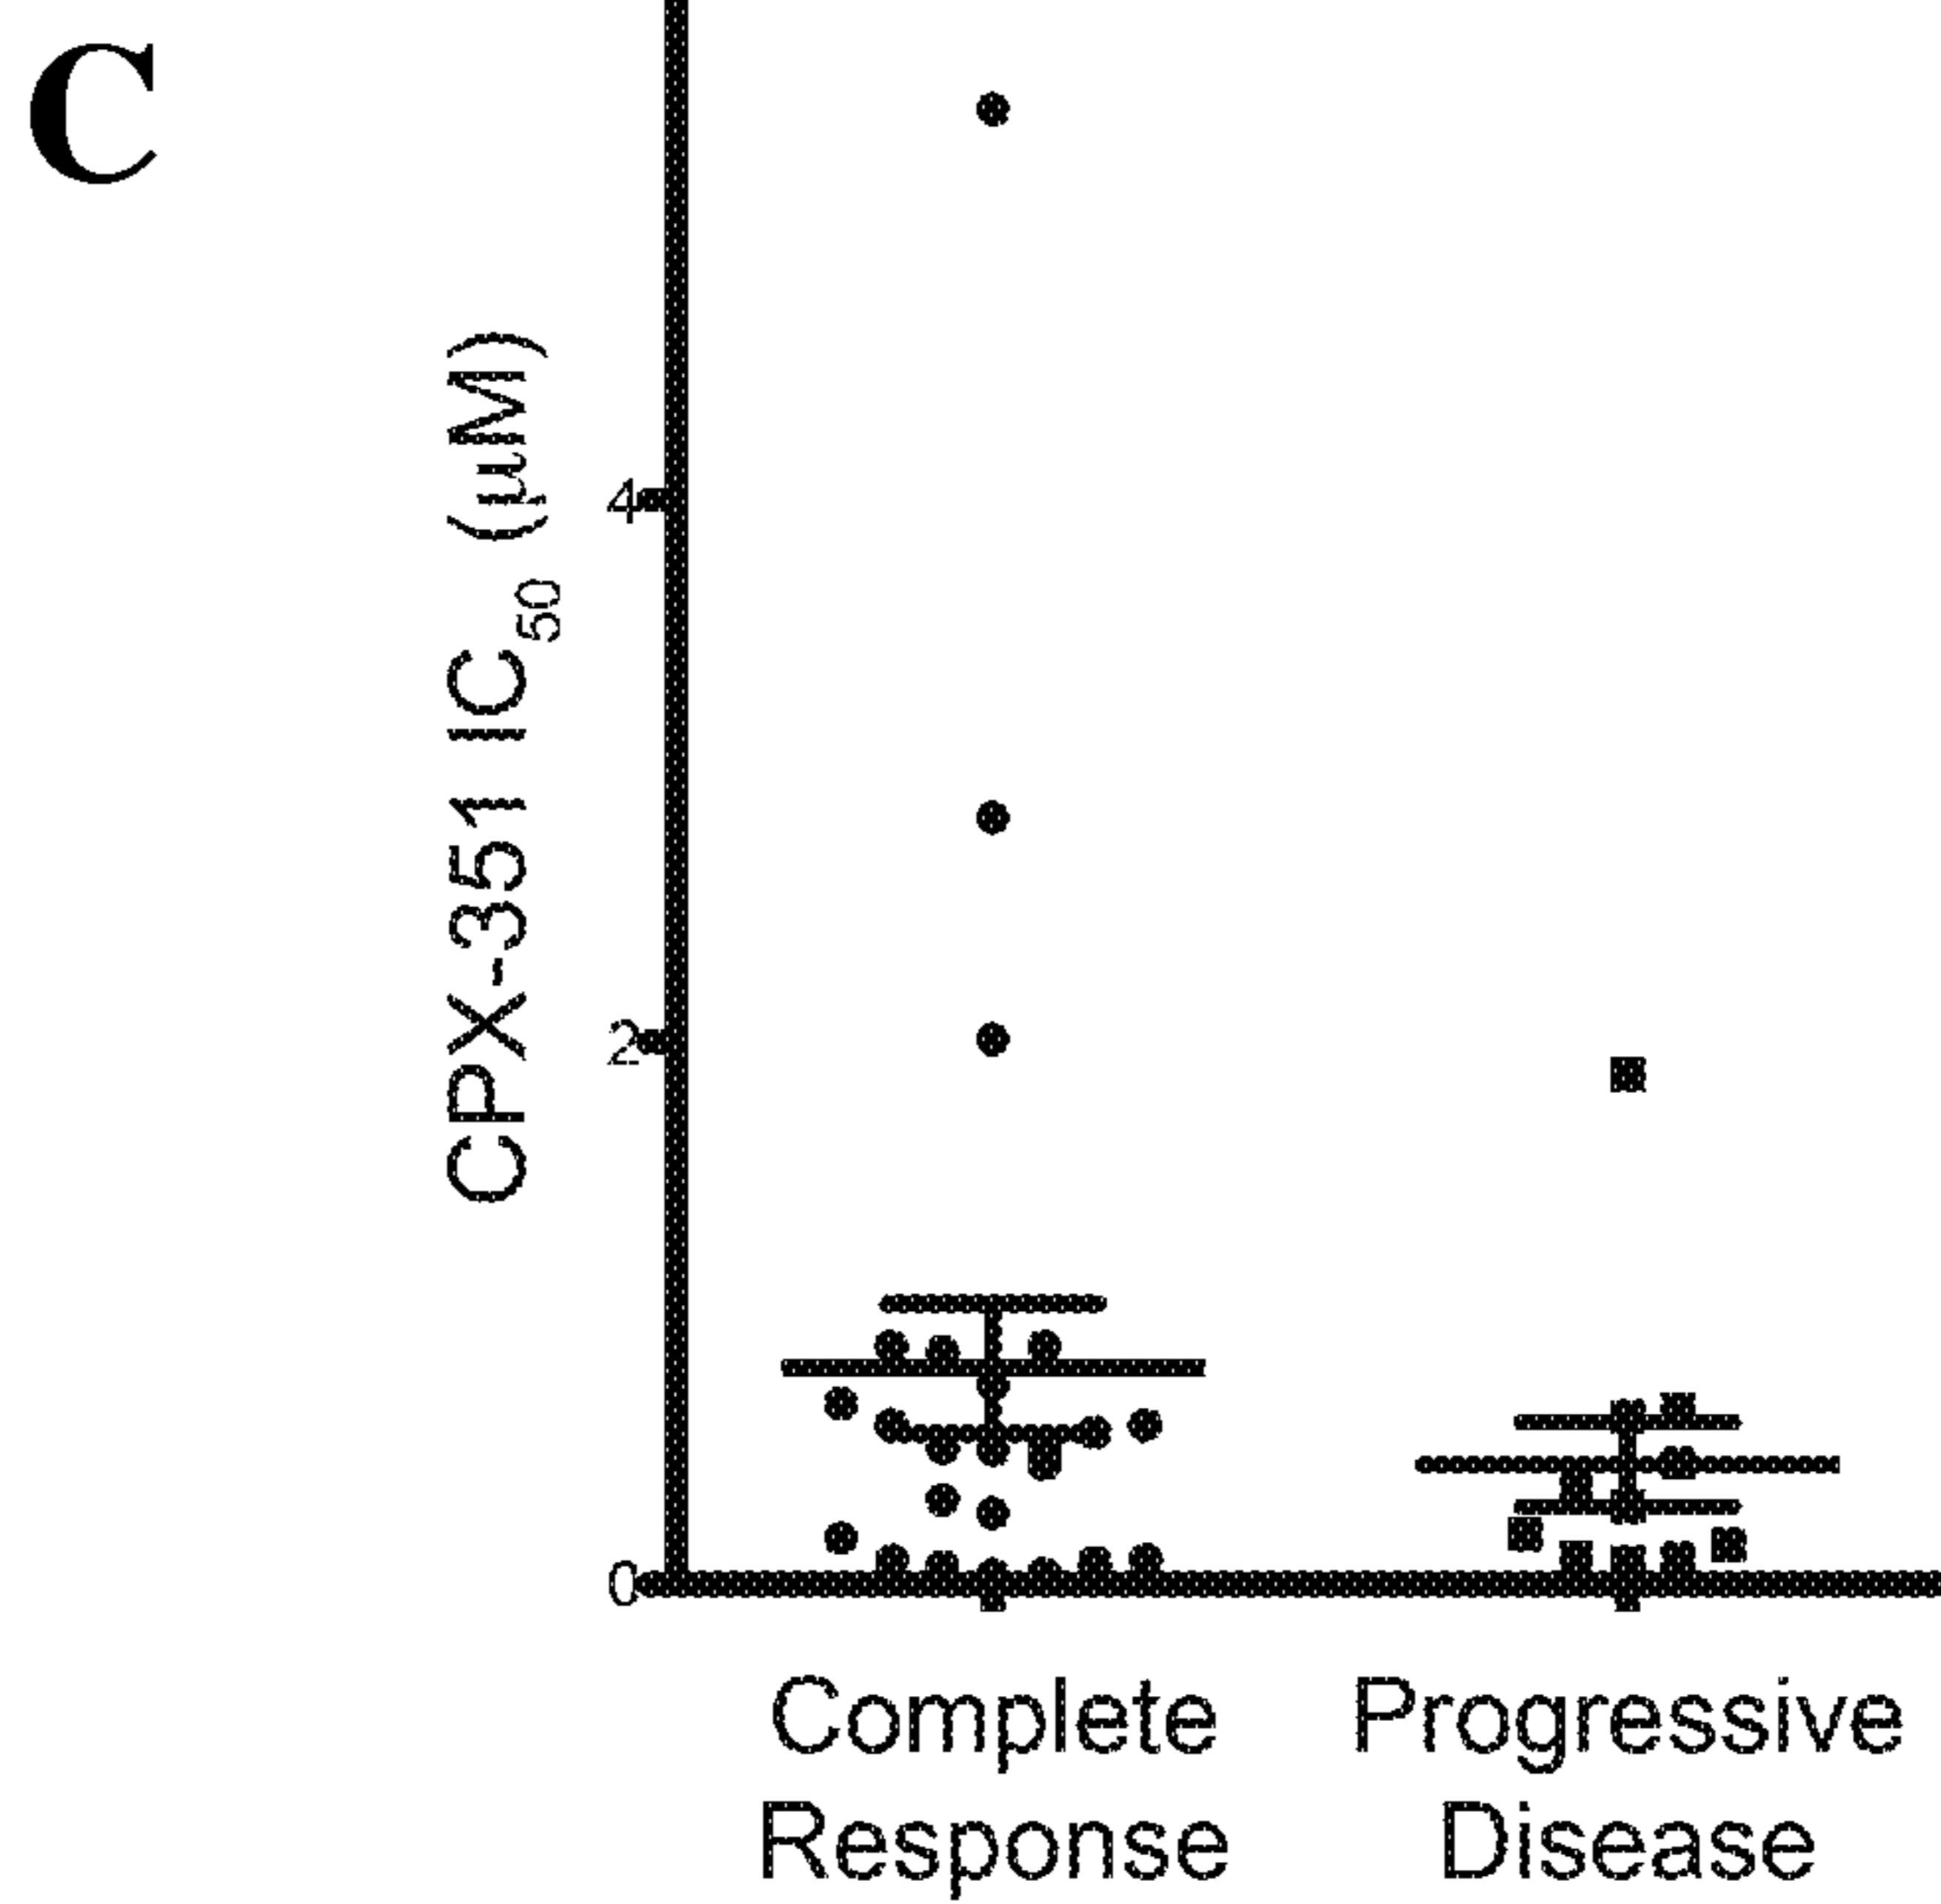 C
CPX-351 IC50 (µM)
4
2
0
Complete
Response
Progressive
Disease